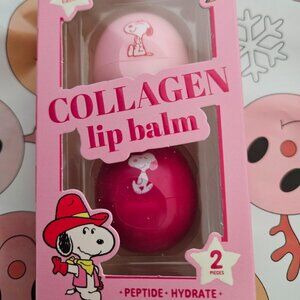 COLLAGEN
lip balm
2
PIECES
• PEPTIDE • HYDRATE •